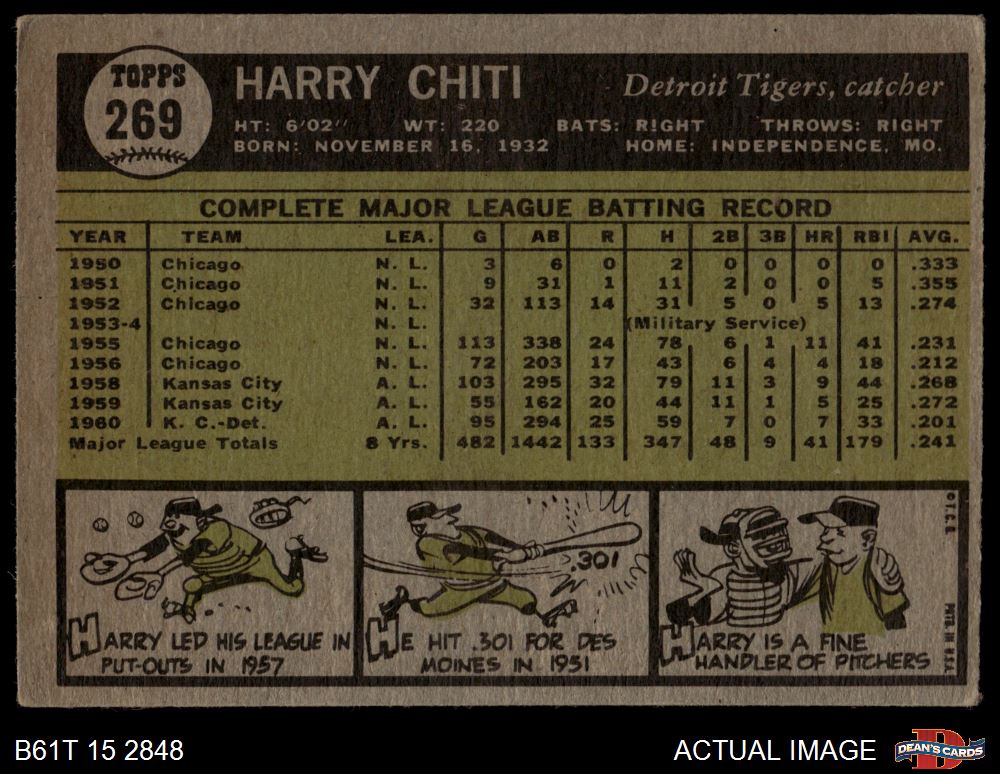 TOPPS
269
HARRY CHITI
Detroit Tigers, catcher
HT: 6'02" WT: 220 BATS: RIGHT THROWS: RIGHT
BORN: NOVEMBER 16, 1932 HOME: INDEPENDENCE, MO.
COMPLETE MAJOR LEAGUE BATTING RECORD
YEAR TEAM LEA. G AB R H 2B 3B HR RBI AVG.
1950 Chicago N. L. 3 6 0 2 0 0 0 0 .333
1951 Chicago N. L. 9 31 1 11 2 0 0 5 .355
1952 Chicago N. L. 32 113 14 31 5 0 5 13 .274
1953-4 N. L. (Military Service)
1955 Chicago N. L. 113 338 24 78 6 1 11 41 .231
1956 Chicago N. L. 72 203 17 43 6 4 4 18 .212
1958 Kansas City A. L. 103 295 32 79 11 3 9 44 .268
1959 Kansas City A. L. 55 162 20 44 11 1 5 25 .272
1960 K. C.-Det. A. L. 95 294 25 59 7 0 7 33 .201
Major League Totals 8 Yrs. 482 1442 133 347 48 9 41 179 .241
HARRY LED HIS LEAGUE IN
PUT-OUTS IN 1957
.301
HE HIT .301 FOR DES
MOINES IN 1951
HARRY IS A FINE
HANDLER OF PITCHERS
©T.C.G.
PRTD. IN U.S.A.
B61T 15 2848
ACTUAL IMAGE
D
DEAN'S CARDS